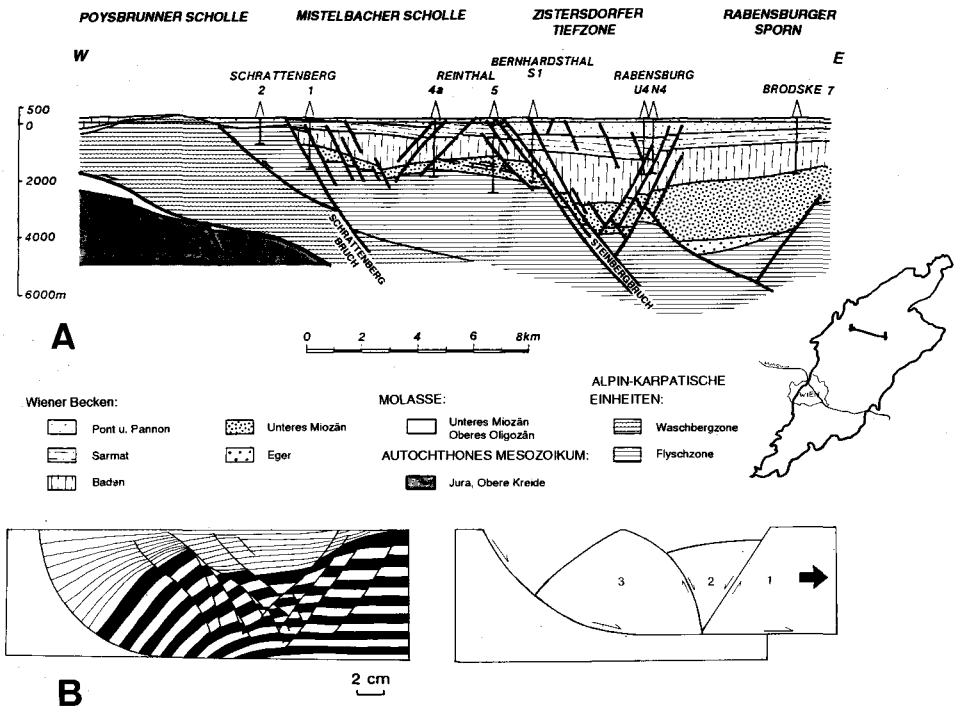 POYSBRUNNER SCHOLLE
MISTELBACHER SCHOLLE
ZISTERSDORFER
TIEFZONE
RABENSBURGER
SPORN
W
E
SCHRATTENBERG
2 1
REINTHAL
4a 5
BERNHARDSTHAL
S1
RABENSBURG
U4 N4
BRODSKE 7
500
0
2000
4000
6000m
SCHRATTENBERG
BRUCH
STEINBERGBRUCH
A
0 2 4 6 8km
WIEN
Wiener Becken:
Pont u. Pannon
Sarmat
Baden
Unteres Miozän
Eger
MOLASSE:
Unteres Miozän
Oberes Oligozän
AUTOCHTHONES MESOZOIKUM:
Jura, Obere Kreide
ALPIN-KARPATISCHE
EINHEITEN:
Waschbergzone
Flyschzone
3 2 1
B
2 cm